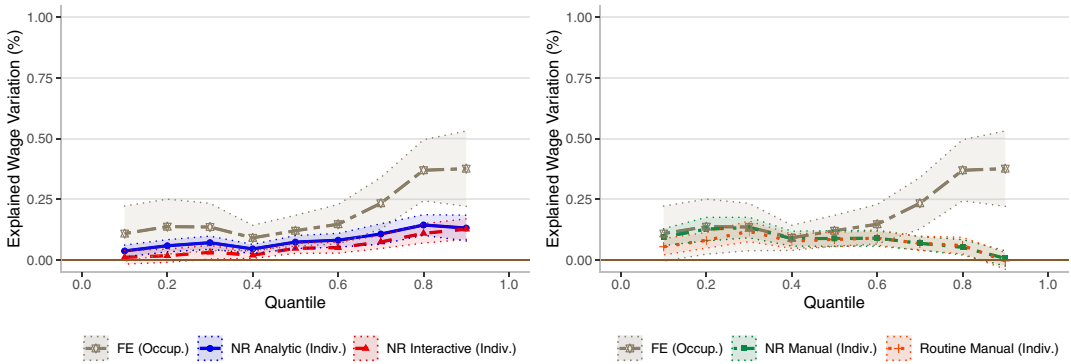 Explained Wage Variation (%)
1.00
0.75
0.50
0.25
0.00
0.0 0.2 0.4 0.6 0.8 1.0
Quantile
FE (Occup.) NR Analytic (Indiv.) NR Interactive (Indiv.)
Explained Wage Variation (%)
1.00
0.75
0.50
0.25
0.00
0.0 0.2 0.4 0.6 0.8 1.0
Quantile
FE (Occup.) NR Manual (Indiv.) Routine Manual (Indiv.)